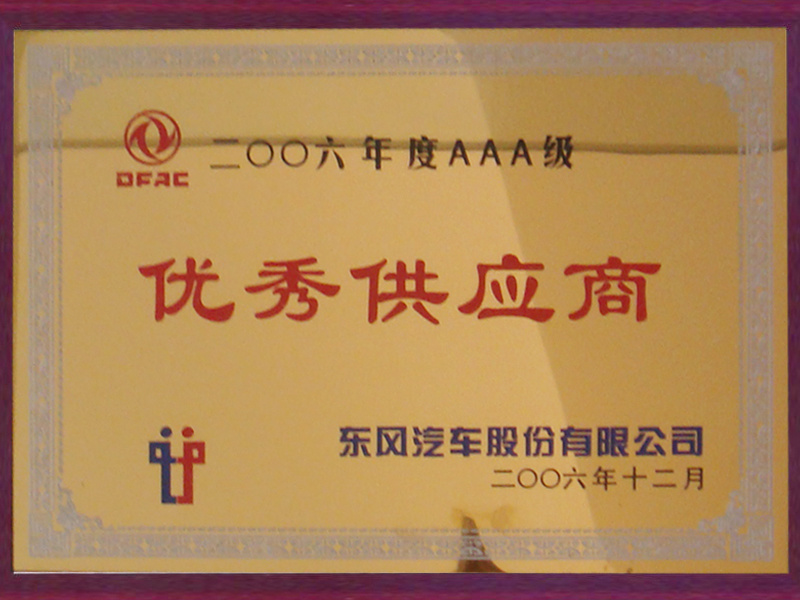 二〇〇六年度AAA级
DFAC
优秀供应商
东风汽车股份有限公司
二〇〇六年十二月